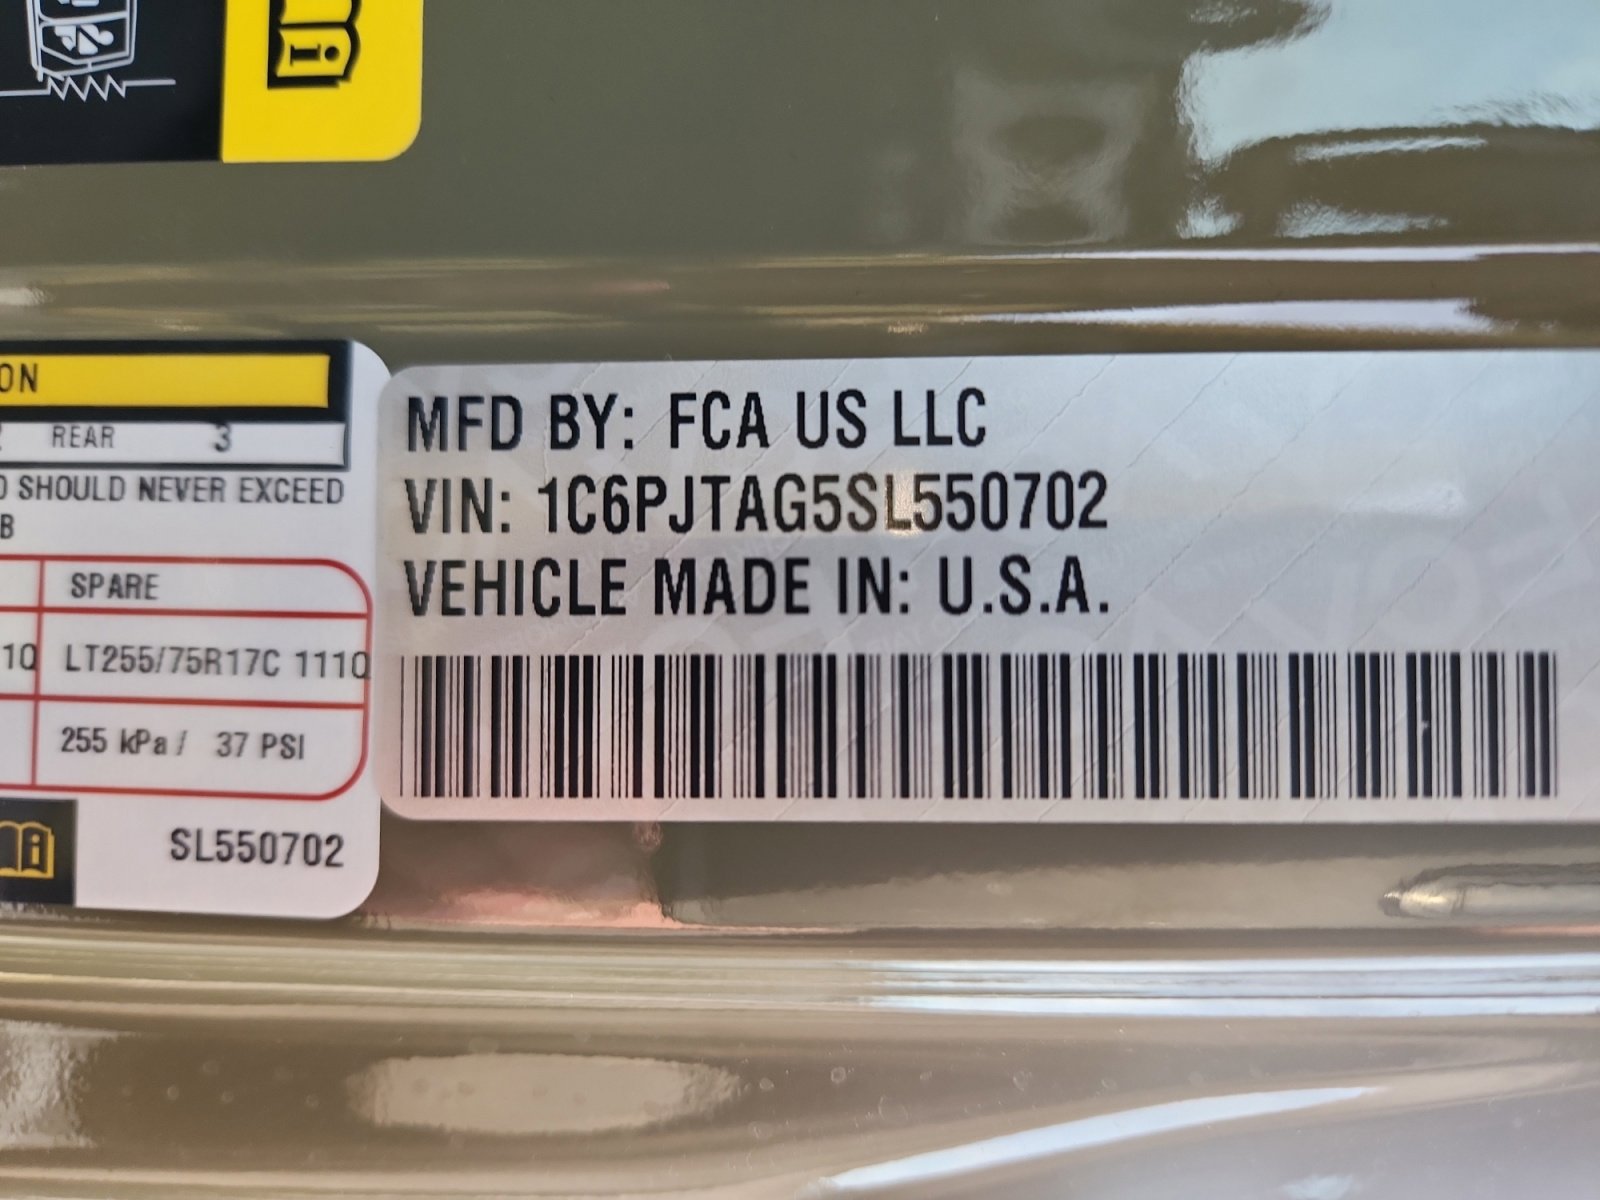 ON
REAR 3
SHOULD NEVER EXCEED
B
SPARE
10 LT255/75R17C 111Q
255 kPa / 37 PSI
SL550702
MFD BY: FCA US LLC
VIN: 1C6PJTAG5SL550702
VEHICLE MADE IN: U.S.A.